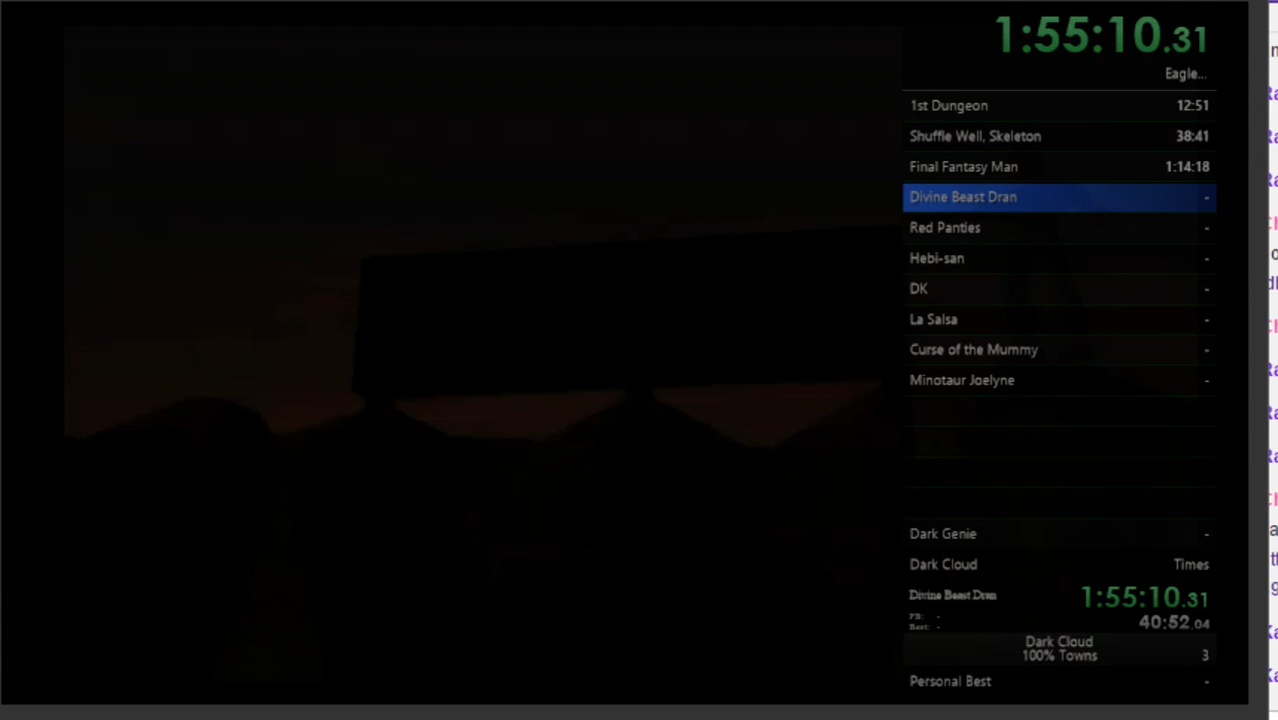 1:55:10.31
Eagle...
1st Dungeon 12:51
Shuffle Well, Skeleton 38:41
Final Fantasy Man 1:14:18
Divine Beast Dran -
Red Panties -
Hebi-san -
DK -
La Salsa -
Curse of the Mummy -
Minotaur Joelyne -
Dark Genie -
Dark Cloud Times
Divine Beast Dran 1:55:10.31
PB: -
Best: - 40:52.04
Dark Cloud
100% Towns 3
Personal Best -